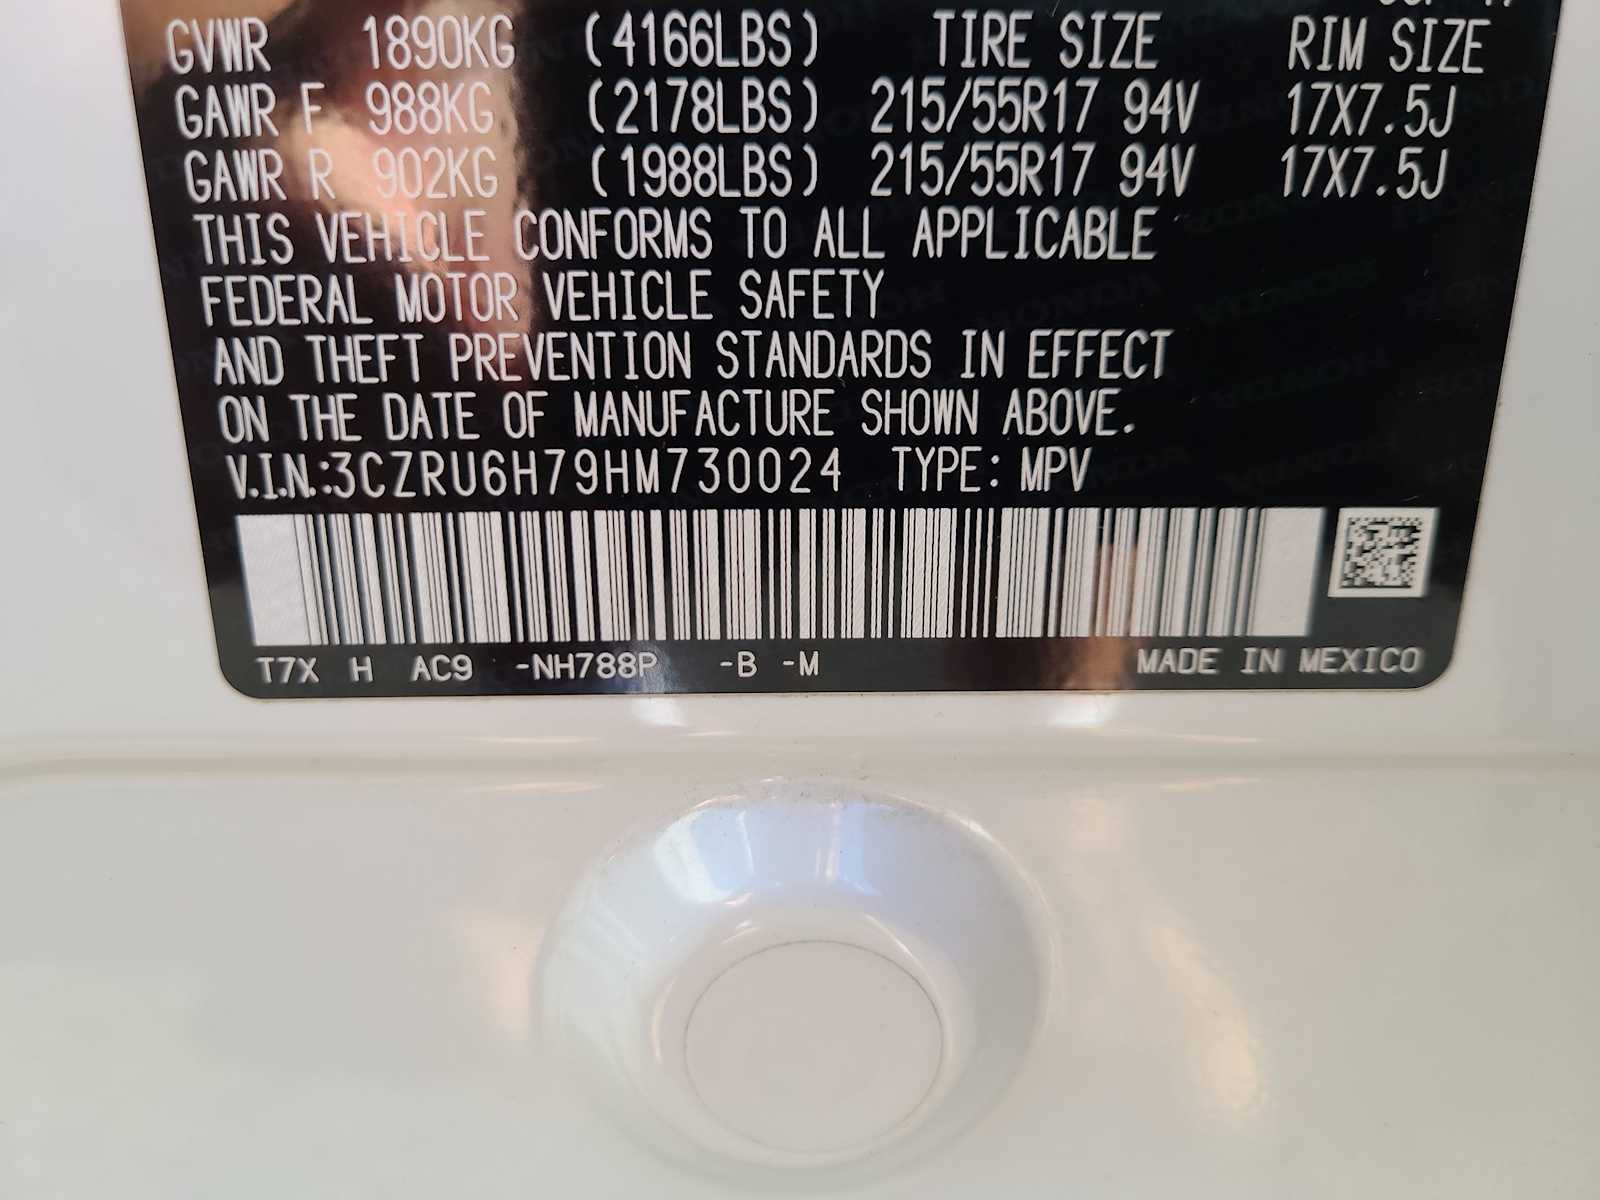 GVWR 1890KG (4166LBS) TIRE SIZE RIM SIZE
GAWR F 988KG (2178LBS) 215/55R17 94V 17X7.5J
GAWR R 902KG (1988LBS) 215/55R17 94V 17X7.5J
THIS VEHICLE CONFORMS TO ALL APPLICABLE
FEDERAL MOTOR VEHICLE SAFETY
AND THEFT PREVENTION STANDARDS IN EFFECT
ON THE DATE OF MANUFACTURE SHOWN ABOVE.
V.I.N.:3CZRU6H79HM730024 TYPE: MPV
T7X H AC9 -NH788P -B -M MADE IN MEXICO